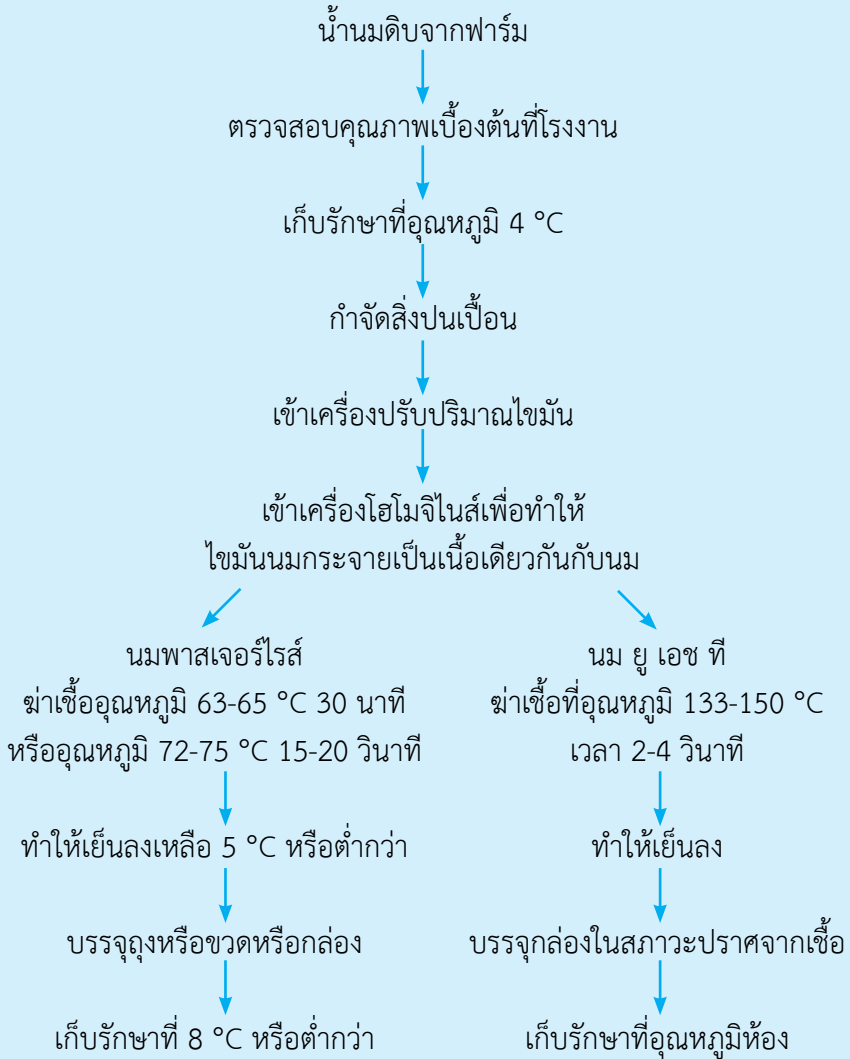 น้ำนมดิบจากฟาร์ม
ตรวจสอบคุณภาพเบื้องต้นที่โรงงาน
เก็บรักษาที่อุณหภูมิ 4 °C
กำจัดสิ่งปนเปื้อน
เข้าเครื่องปรับปริมาณไขมัน
เข้าเครื่องโฮโมจิไนส์เพื่อทำให้
ไขมันนมกระจายเป็นเนื้อเดียวกันกับนม
นมพาสเจอร์ไรส์
ฆ่าเชื้ออุณหภูมิ 63-65 °C 30 นาที
หรืออุณหภูมิ 72-75 °C 15-20 วินาที
ทำให้เย็นลงเหลือ 5 °C หรือต่ำกว่า
บรรจุถุงหรือขวดหรือกล่อง
เก็บรักษาที่ 8 °C หรือต่ำกว่า
นม ยู เอช ที
ฆ่าเชื้อที่อุณหภูมิ 133-150 °C
เวลา 2-4 วินาที
ทำให้เย็นลง
บรรจุกล่องในสภาวะปราศจากเชื้อ
เก็บรักษาที่อุณหภูมิห้อง